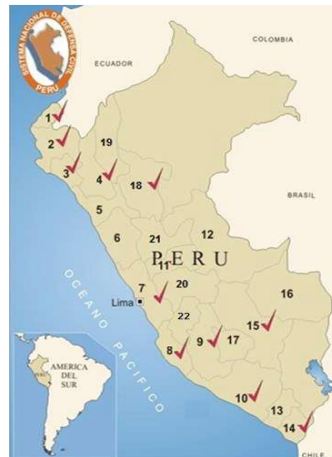 SISTEMA NACIONAL DE DEFENSA CIVIL
PERU
COLOMBIA
ECUADOR
1
2
19
3
4
18
BRASIL
5
6
21
12
PERU
11
7
20
16
Lima
22
15
8
9
17
10
13
14
OCEANO PACIFICO
AMERICA
DEL
SUR
CHILE